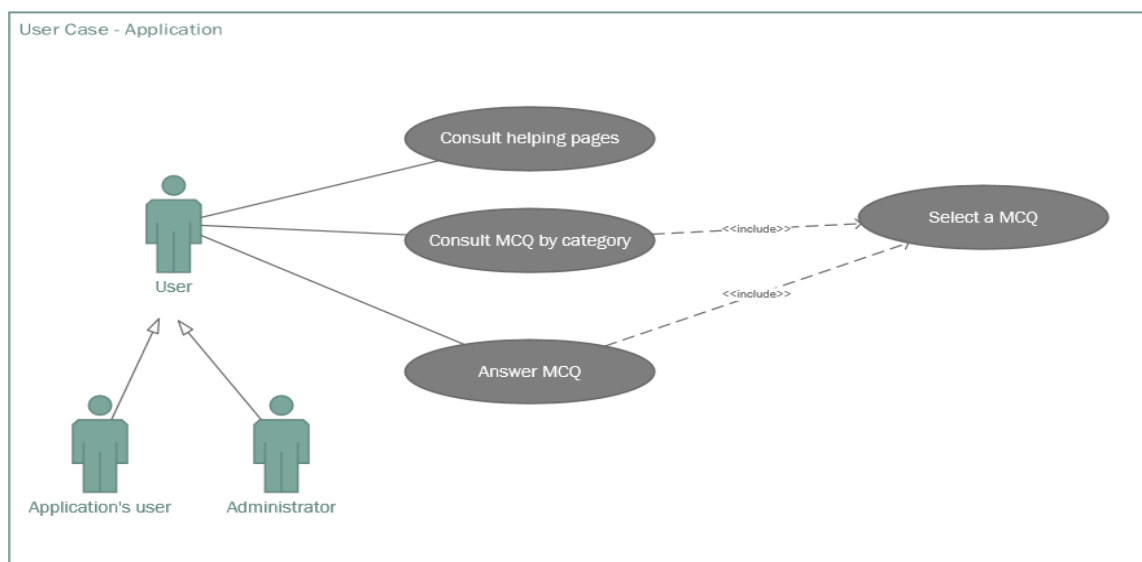 User Case - Application
Consult helping pages
Consult MCQ by category
<<include>>
Select a MCQ
<<include>>
User
Answer MCQ
Application's user
Administrator